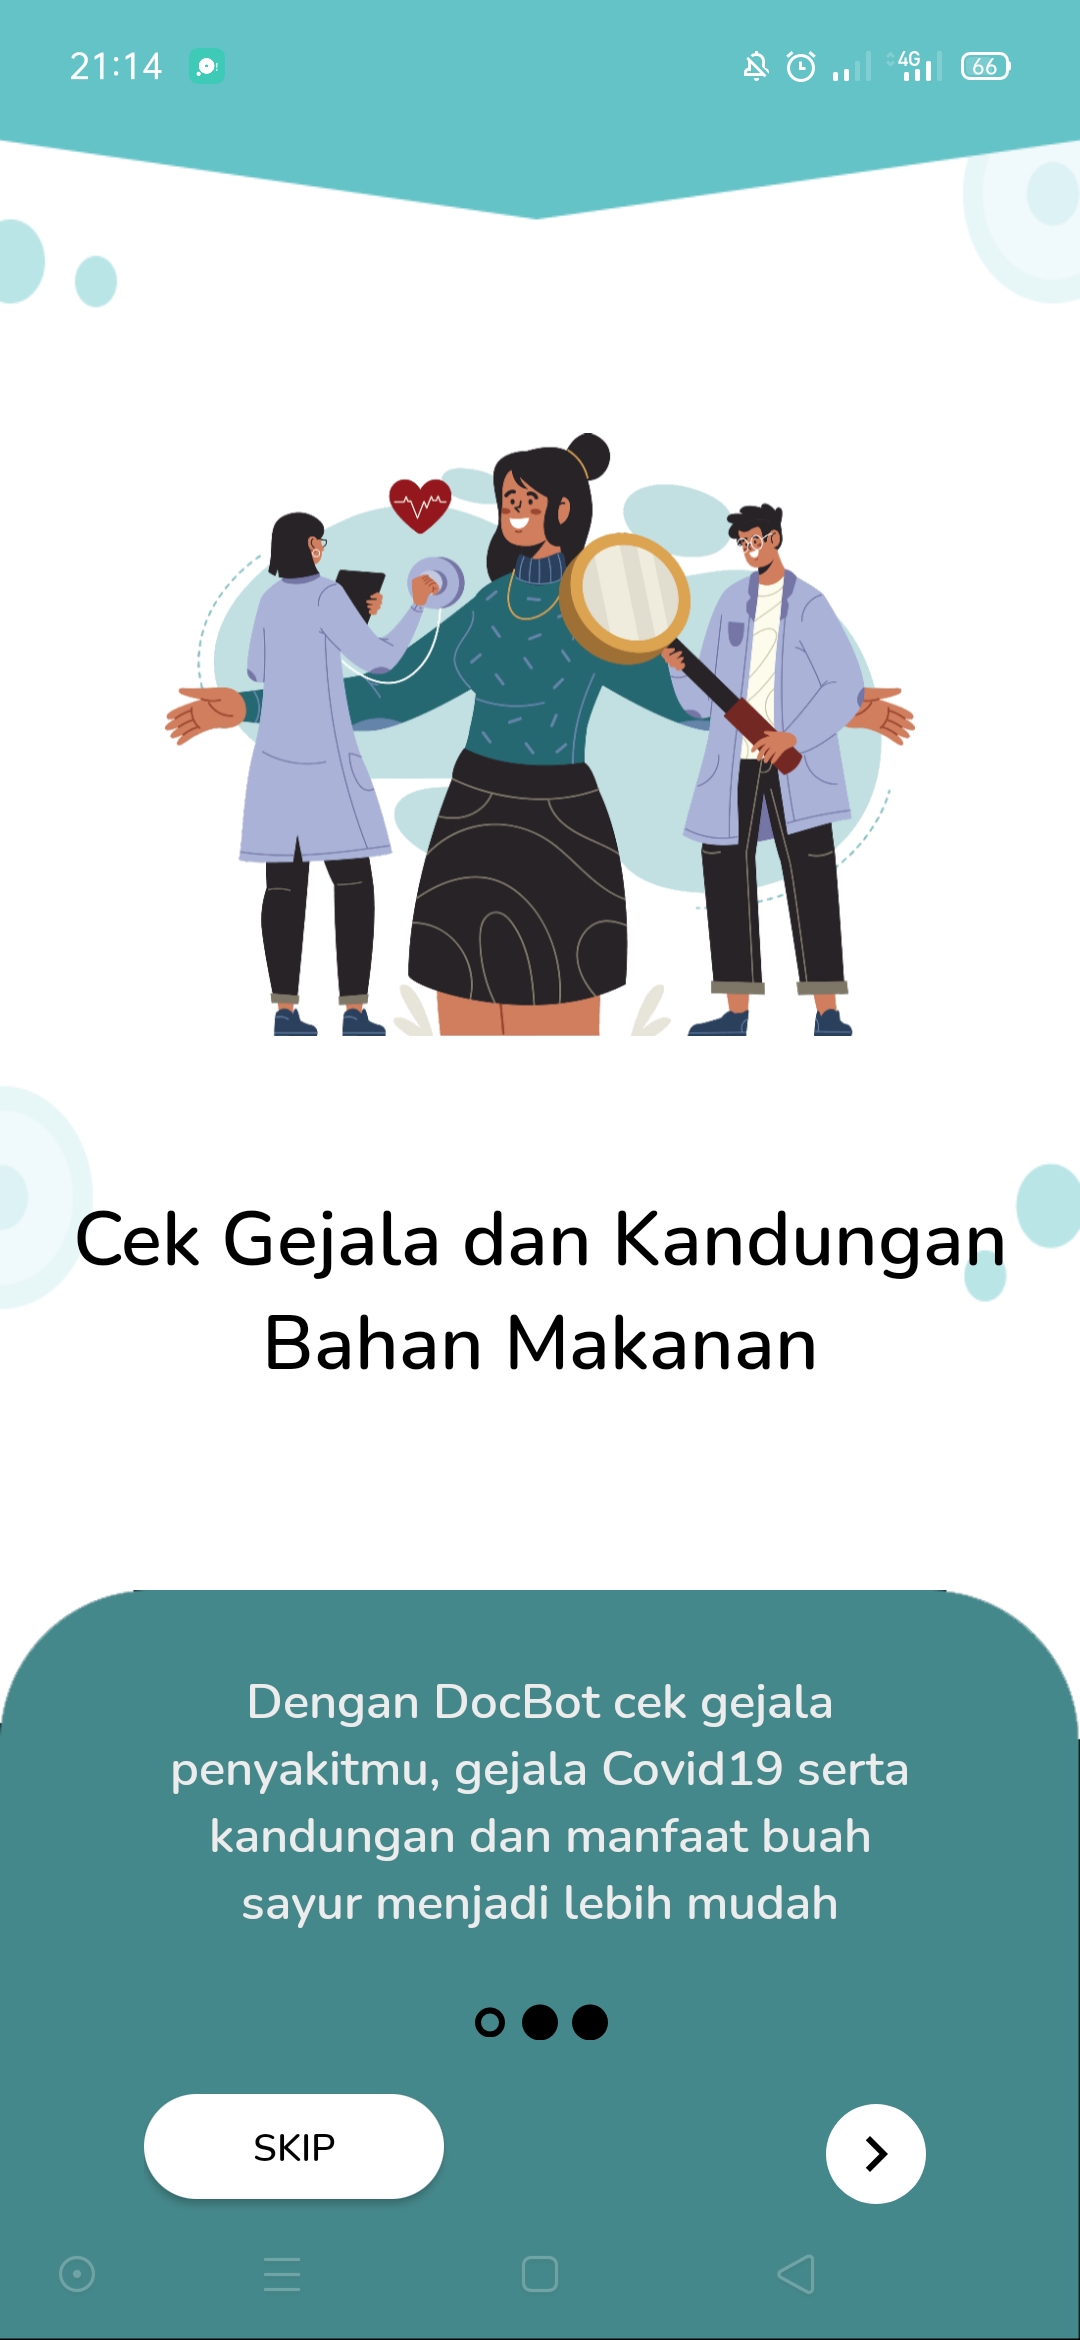 21:14
4G
66
Cek Gejala dan Kandungan
Bahan Makanan
Dengan DocBot cek gejala
penyakitmu, gejala Covid19 serta
kandungan dan manfaat buah
sayur menjadi lebih mudah
SKIP